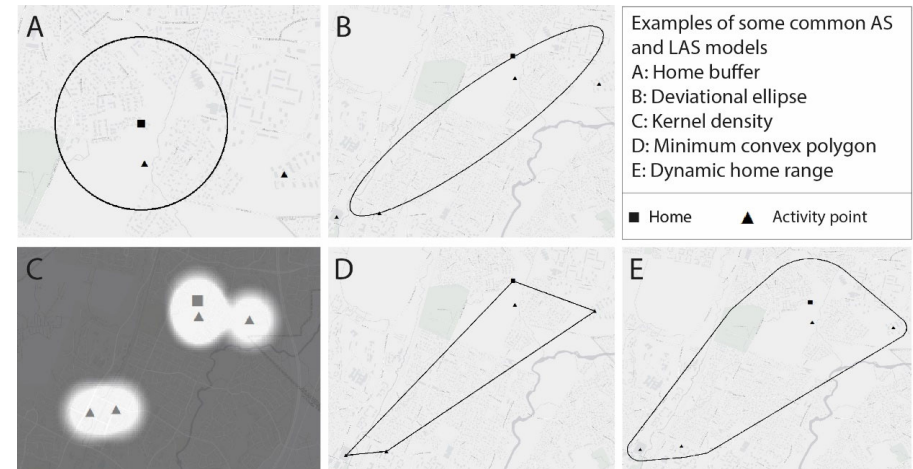 A
B
Examples of some common AS
and LAS models
A: Home buffer
B: Deviational ellipse
C: Kernel density
D: Minimum convex polygon
E: Dynamic home range
Home
Activity point
C
D
E